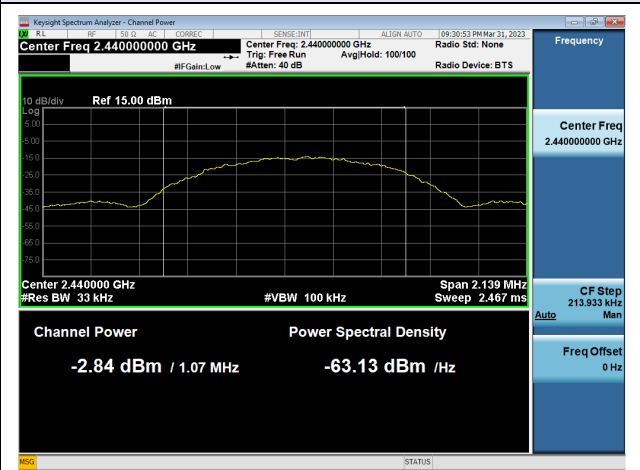 Keysight Spectrum Analyzer - Channel Power
RL RF 50 Ω AC CORREC SENSE:INT ALIGN AUTO 09:30:53 PM Mar 31, 2023
Center Freq 2.440000000 GHz
Center Freq: 2.440000000 GHz
Radio Std: None
Trig: Free Run Avg|Hold: 100/100
#IFGain:Low
#Atten: 40 dB
Radio Device: BTS
Frequency
10 dB/div Ref 15.00 dBm
Log
5.00
-5.00
-15.0
-25.0
-35.0
-45.0
-55.0
-65.0
-75.0
Center Freq
2.440000000 GHz
Center 2.440000 GHz Span 2.139 MHz
#Res BW 33 kHz #VBW 100 kHz Sweep 2.467 ms
CF Step
213.933 kHz
Auto Man
Channel Power Power Spectral Density
-2.84 dBm / 1.07 MHz -63.13 dBm /Hz
Freq Offset
0 Hz
MSG STATUS